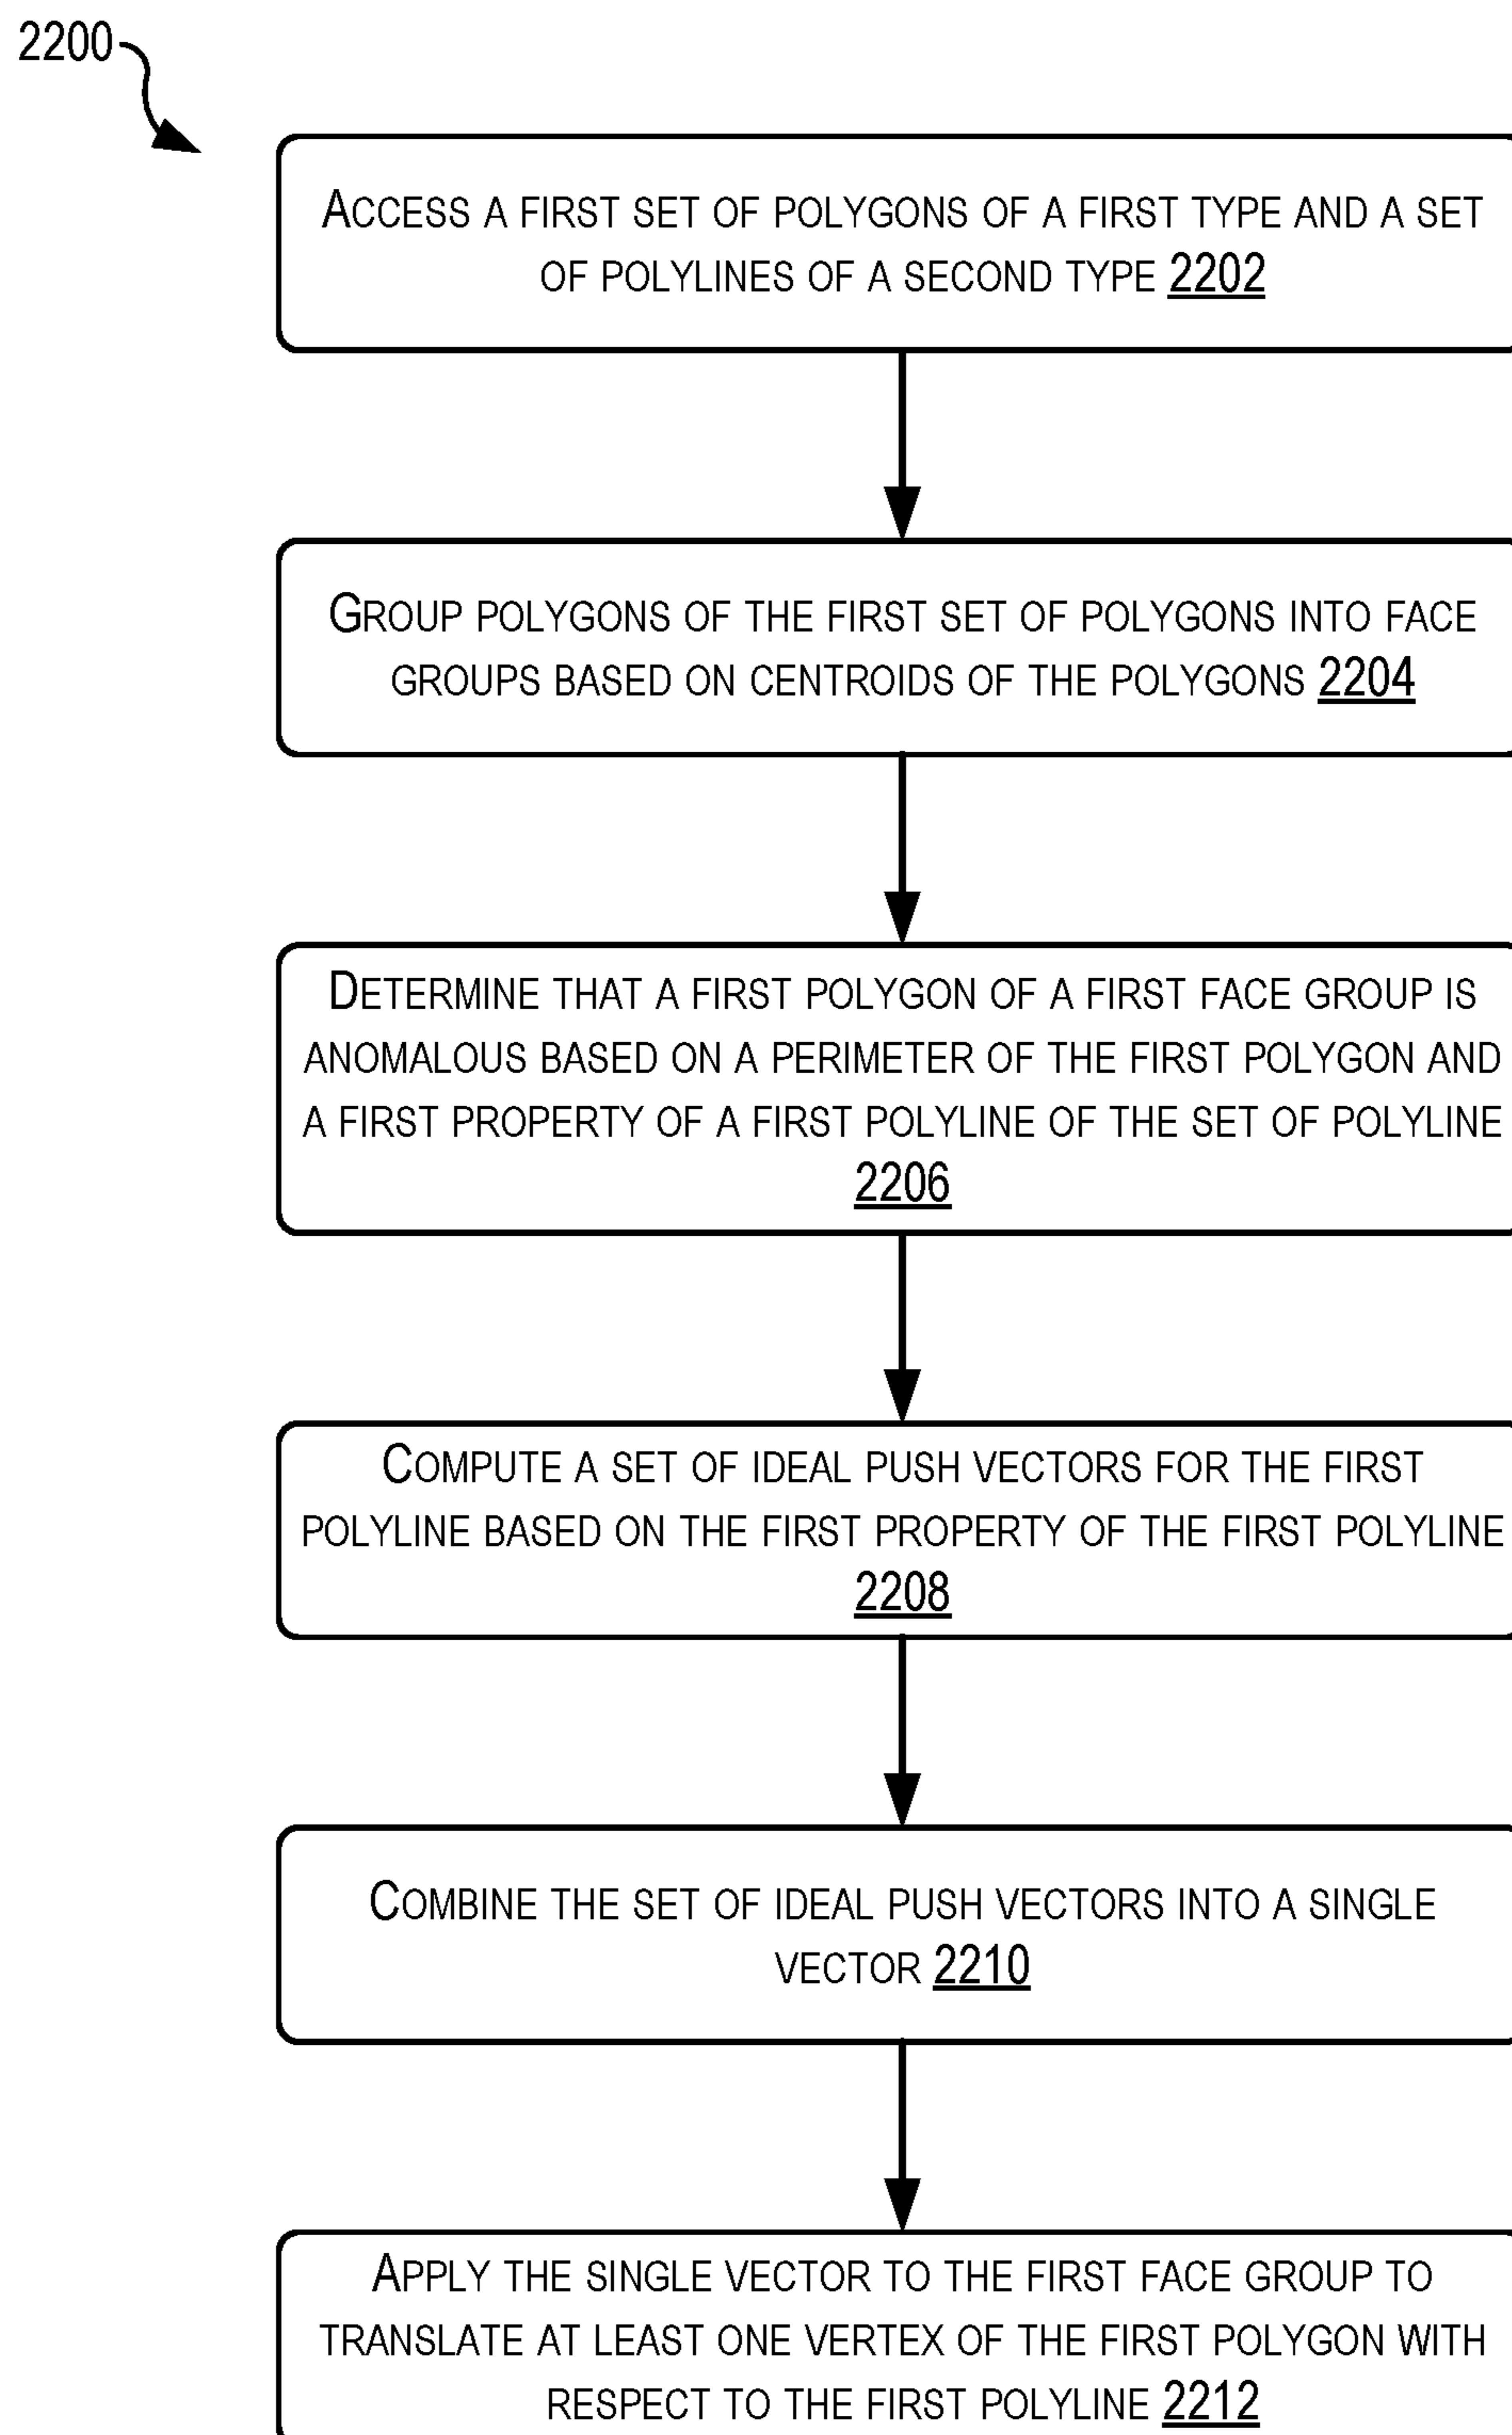 2200
Access a first set of polygons of a first type and a set
of polylines of a second type 2202
Group polygons of the first set of polygons into face
groups based on centroids of the polygons 2204
Determine that a first polygon of a first face group is
anomalous based on a perimeter of the first polygon and
a first property of a first polyline of the set of polyline
2206
Compute a set of ideal push vectors for the first
polyline based on the first property of the first polyline
2208
Combine the set of ideal push vectors into a single
vector 2210
Apply the single vector to the first face group to
translate at least one vertex of the first polygon with
respect to the first polyline 2212